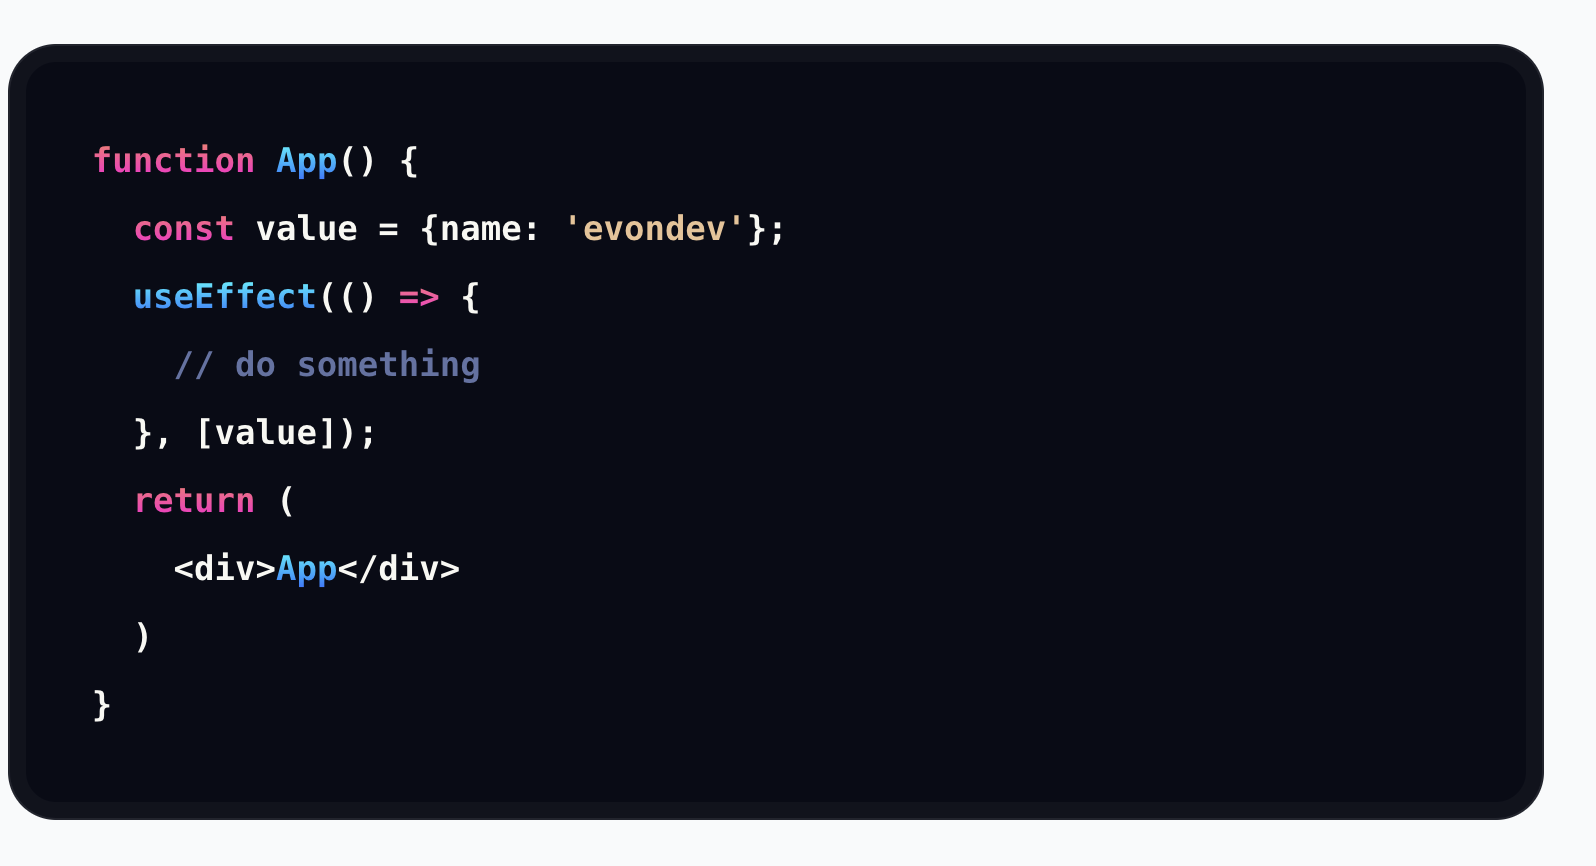 function App() {
  const value = {name: 'evondev'};
  useEffect(() => {
    // do something
  }, [value]);
  return (
    <div>App</div>
  )
}